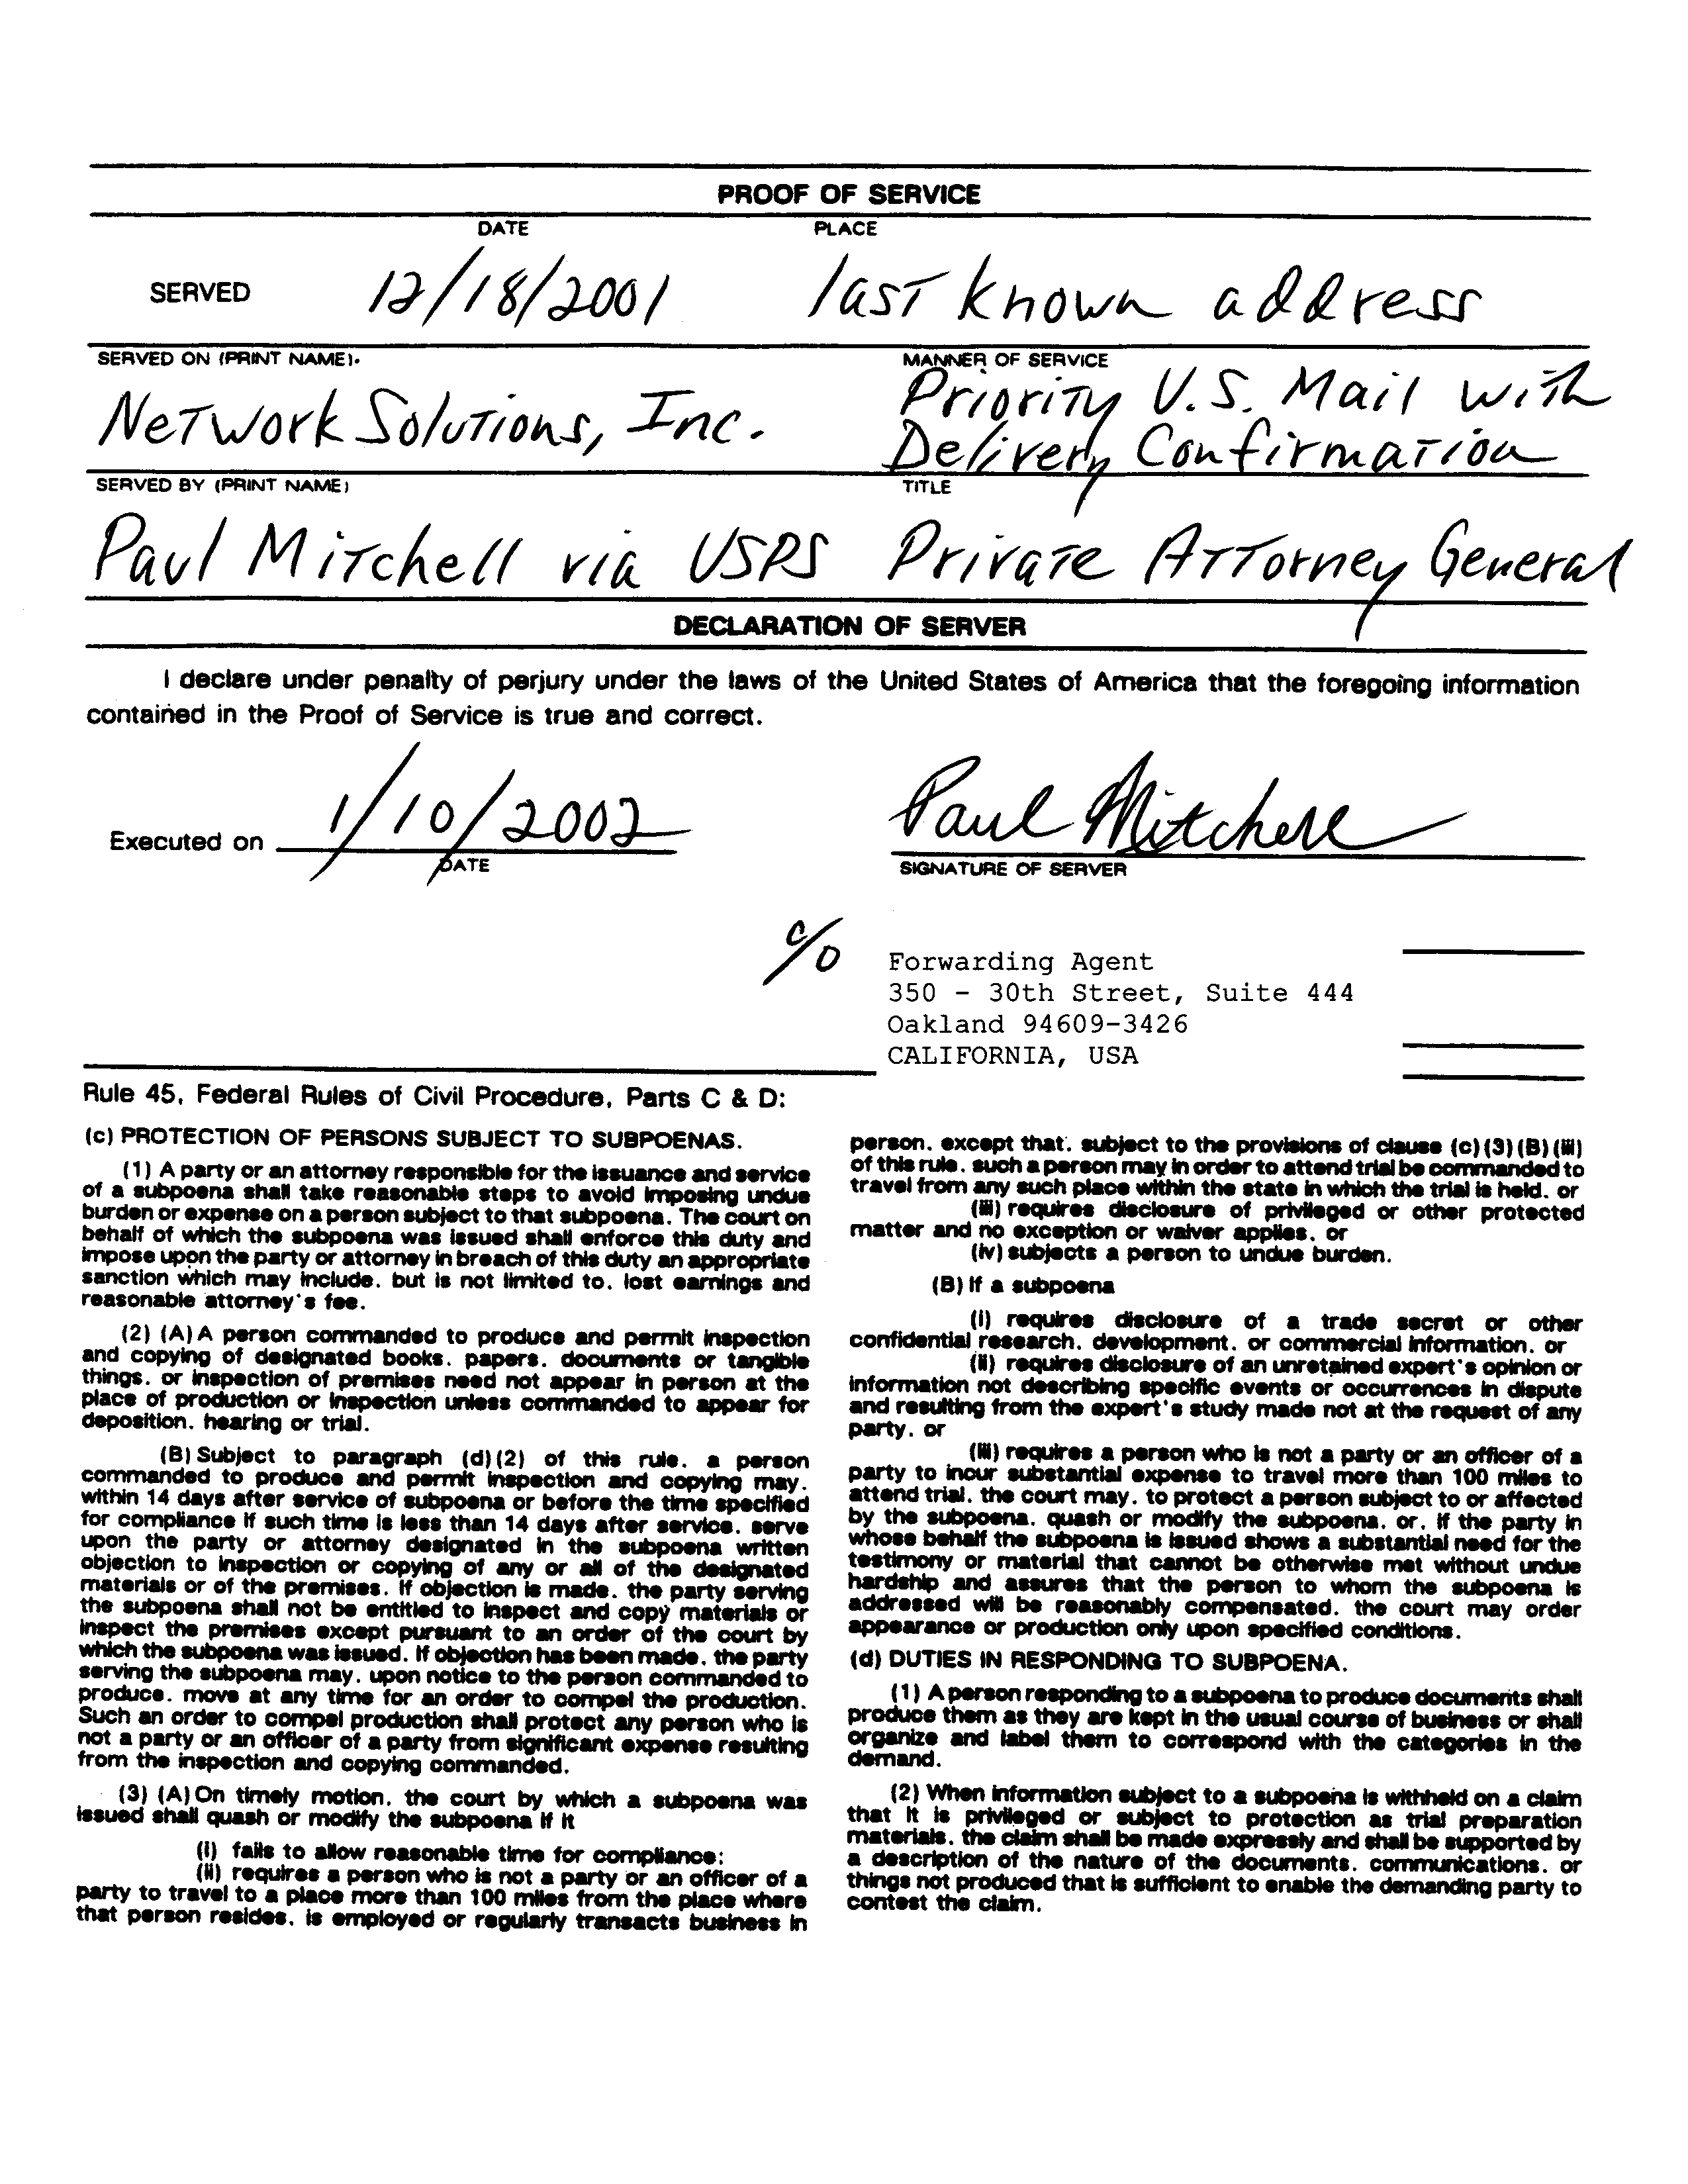 PROOF OF SERVICE
DATE PLACE
SERVED 12/18/2001 last known address
SERVED ON (PRINT NAME). MANNER OF SERVICE
Network Solutions, Inc. Priority U.S. Mail with
Delivery Confirmation
SERVED BY (PRINT NAME) TITLE
Paul Mitchell via USPS Private Attorney General
DECLARATION OF SERVER
I declare under penalty of perjury under the laws of the United States of America that the foregoing information
contained in the Proof of Service is true and correct.
Executed on 1/10/2002 Paul Mitchell
DATE SIGNATURE OF SERVER
c/o Forwarding Agent
350 - 30th Street, Suite 444
Oakland 94609-3426
CALIFORNIA, USA
Rule 45, Federal Rules of Civil Procedure, Parts C & D:
(c) PROTECTION OF PERSONS SUBJECT TO SUBPOENAS.
(1) A party or an attorney responsible for the issuance and service
of a subpoena shall take reasonable steps to avoid imposing undue
burden or expense on a person subject to that subpoena. The court on
behalf of which the subpoena was issued shall enforce this duty and
impose upon the party or attorney in breach of this duty an appropriate
sanction which may include. but is not limited to. lost earnings and
reasonable attorney's fee.
(2) (A) A person commanded to produce and permit inspection
and copying of designated books. papers. documents or tangible
things. or inspection of premises need not appear in person at the
place of production or inspection unless commanded to appear for
deposition. hearing or trial.
(B) Subject to paragraph (d)(2) of this rule. a person
commanded to produce and permit inspection and copying may.
within 14 days after service of subpoena or before the time specified
for compliance if such time is less than 14 days after service. serve
upon the party or attorney designated in the subpoena written
objection to inspection or copying of any or all of the designated
materials or of the premises. If objection is made. the party serving
the subpoena shall not be entitled to inspect and copy materials or
inspect the premises except pursuant to an order of the court by
which the subpoena was issued. If objection has been made. the party
serving the subpoena may. upon notice to the person commanded to
produce. move at any time for an order to compel the production.
Such an order to compel production shall protect any person who is
not a party or an officer of a party from significant expense resulting
from the inspection and copying commanded.
(3) (A) On timely motion. the court by which a subpoena was
issued shall quash or modify the subpoena if it
(i) fails to allow reasonable time for compliance;
(ii) requires a person who is not a party or an officer of a
party to travel to a place more than 100 miles from the place where
that person resides. is employed or regularly transacts business in
person. except that. subject to the provisions of clause (c)(3)(B)(iii)
of this rule. such a person may in order to attend trial be commanded to
travel from any such place within the state in which the trial is held. or
(iii) requires disclosure of privileged or other protected
matter and no exception or waiver applies. or
(iv) subjects a person to undue burden.
(B) If a subpoena
(i) requires disclosure of a trade secret or other
confidential research. development. or commercial information. or
(ii) requires disclosure of an unretained expert's opinion or
information not describing specific events or occurrences in dispute
and resulting from the expert's study made not at the request of any
party. or
(iii) requires a person who is not a party or an officer of a
party to incur substantial expense to travel more than 100 miles to
attend trial. the court may. to protect a person subject to or affected
by the subpoena. quash or modify the subpoena. or. if the party in
whose behalf the subpoena is issued shows a substantial need for the
testimony or material that cannot be otherwise met without undue
hardship and assures that the person to whom the subpoena is
addressed will be reasonably compensated. the court may order
appearance or production only upon specified conditions.
(d) DUTIES IN RESPONDING TO SUBPOENA.
(1) A person responding to a subpoena to produce documents shall
produce them as they are kept in the usual course of business or shall
organize and label them to correspond with the categories in the
demand.
(2) When information subject to a subpoena is withheld on a claim
that it is privileged or subject to protection as trial preparation
materials. the claim shall be made expressly and shall be supported by
a description of the nature of the documents. communications. or
things not produced that is sufficient to enable the demanding party to
contest the claim.